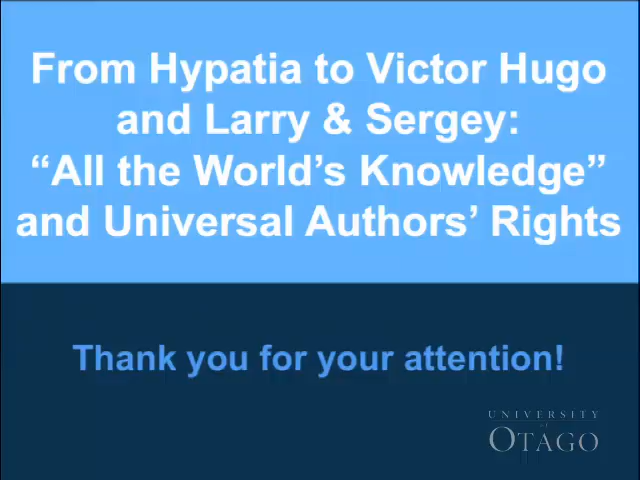 From Hypatia to Victor Hugo
and Larry & Sergey:
“All the World’s Knowledge”
and Universal Authors’ Rights
Thank you for your attention!
UNIVERSITY
of
OTAGO